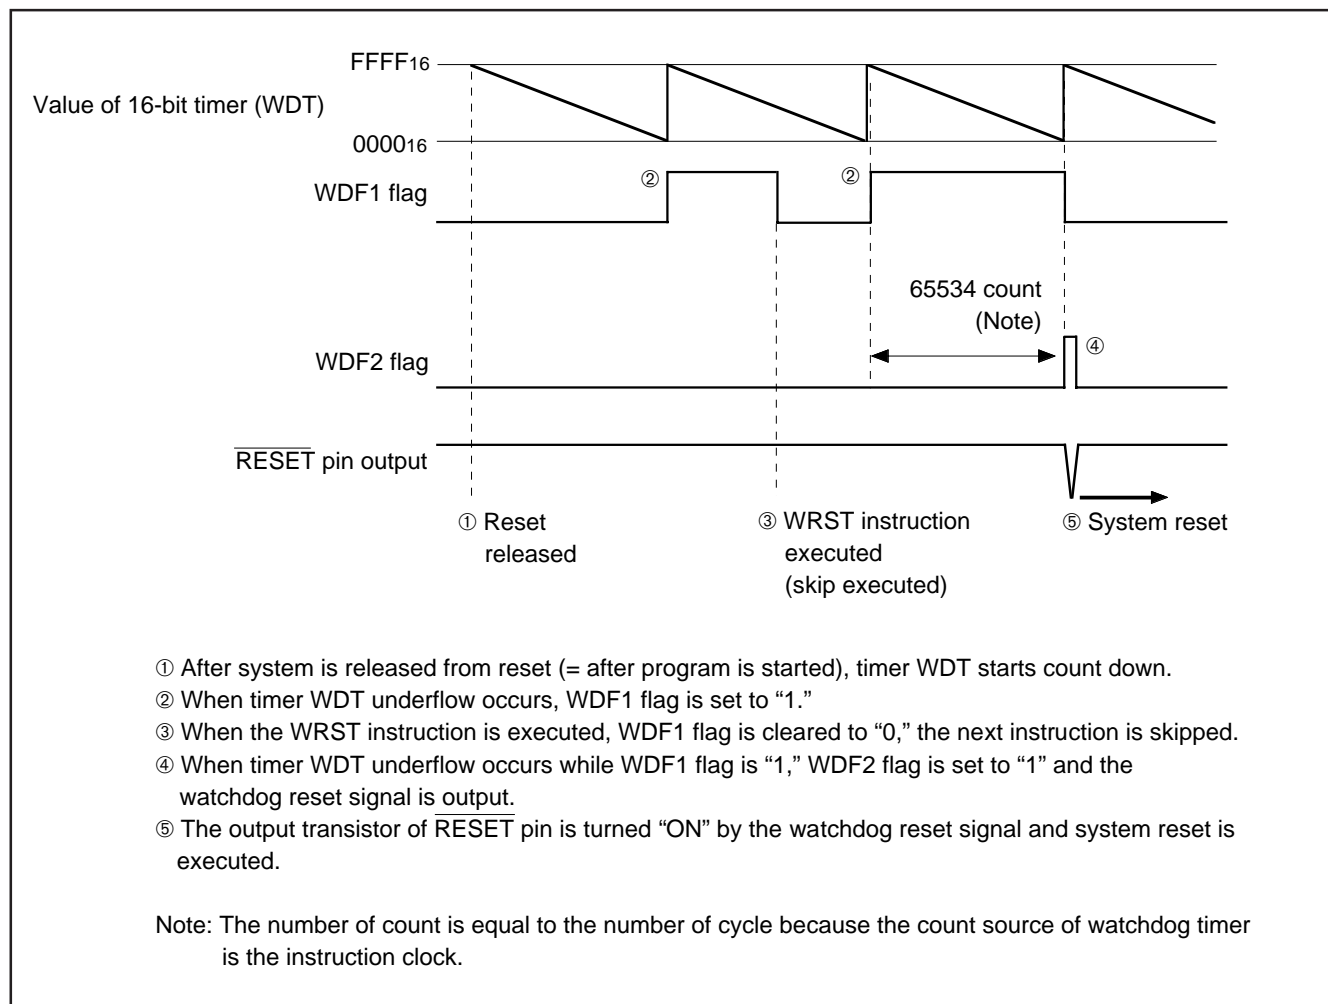 FFFF16
Value of 16-bit timer (WDT)
000016
WDF1 flag
② ②
65534 count
(Note)
WDF2 flag
④
RESET pin output
① Reset
released
③ WRST instruction
executed
(skip executed)
⑤ System reset
① After system is released from reset (= after program is started), timer WDT starts count down.
② When timer WDT underflow occurs, WDF1 flag is set to “1.”
③ When the WRST instruction is executed, WDF1 flag is cleared to “0,” the next instruction is skipped.
④ When timer WDT underflow occurs while WDF1 flag is “1,” WDF2 flag is set to “1” and the
watchdog reset signal is output.
⑤ The output transistor of RESET pin is turned “ON” by the watchdog reset signal and system reset is
executed.
Note: The number of count is equal to the number of cycle because the count source of watchdog timer
is the instruction clock.